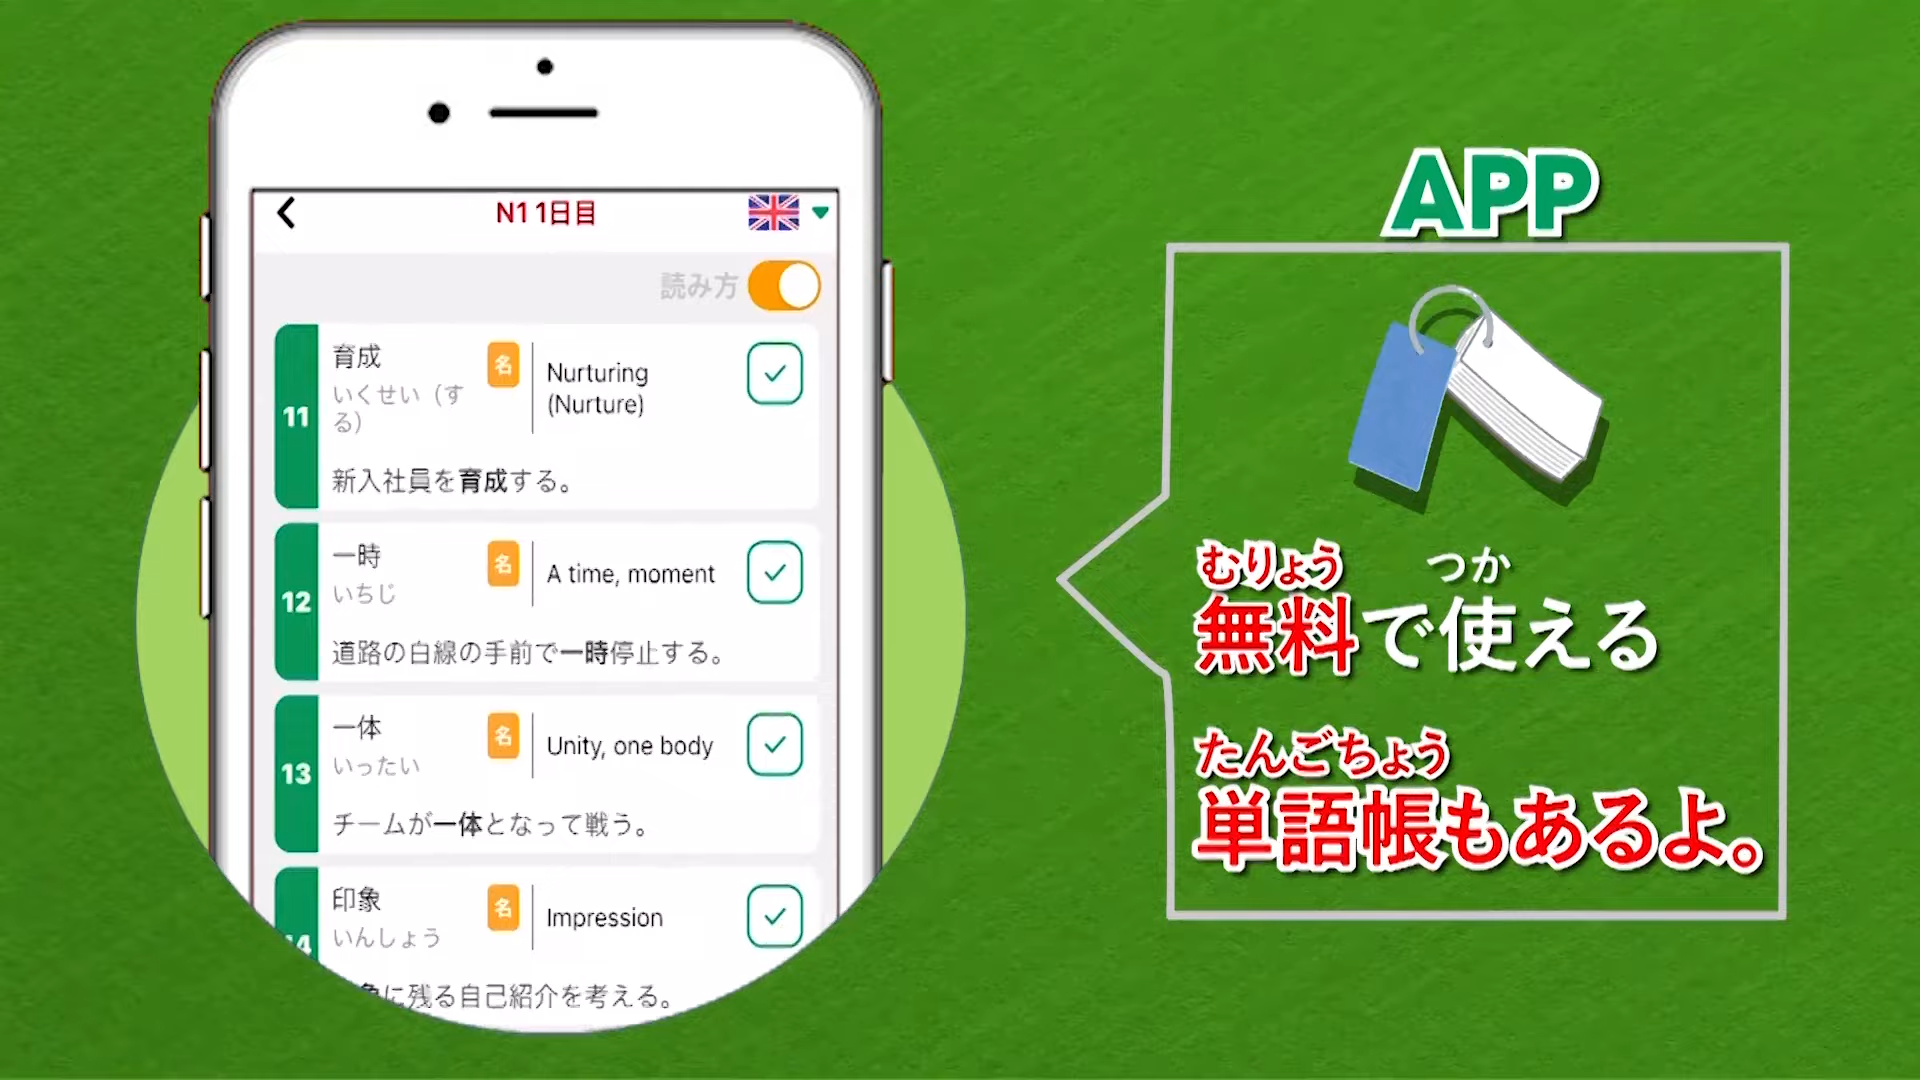 N1 1日目
読み方
11
育成
いくせい（す
る）
名
Nurturing
(Nurture)
新入社員を育成する。
12
一時
いちじ
名
A time, moment
道路の白線の手前で一時停止する。
13
一体
いったい
名
Unity, one body
チームが一体となって戦う。
14
印象
いんしょう
名
Impression
象に残る自己紹介を考える。
APP
むりょう つか
無料で使える
たんごちょう
単語帳もあるよ。